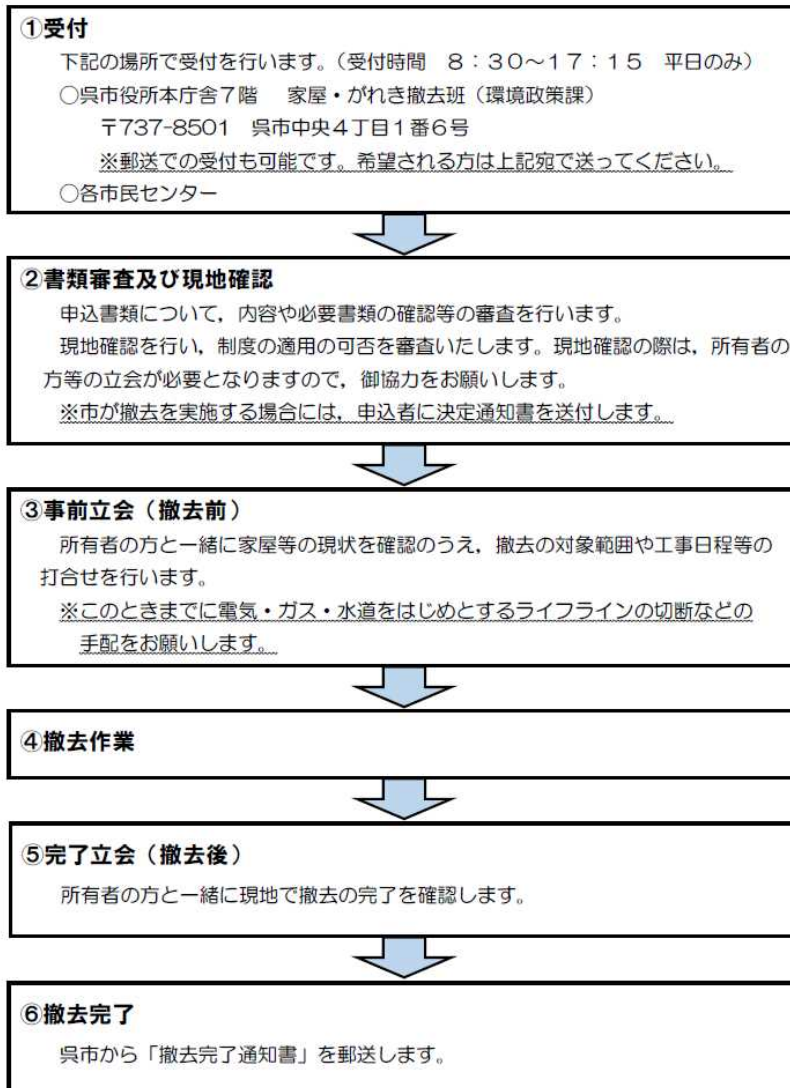 ①受付
下記の場所で受付を行います。（受付時間　８：３０～１７：１５　平日のみ）
○呉市役所本庁舎７階　　家屋・がれき撤去班（環境政策課）
〒737-8501　呉市中央４丁目１番６号
※郵送での受付も可能です。希望される方は上記宛で送ってください。
○各市民センター
②書類審査及び現地確認
申込書類について，内容や必要書類の確認等の審査を行います。
現地確認を行い，制度の適用の可否を審査いたします。現地確認の際は，所有者の
方等の立会が必要となりますので，御協力をお願いします。
※市が撤去を実施する場合には，申込者に決定通知書を送付します。
③事前立会（撤去前）
所有者の方と一緒に家屋等の現状を確認のうえ，撤去の対象範囲や工事日程等の
打合せを行います。
※このときまでに電気・ガス・水道をはじめとするライフラインの切断などの
手配をお願いします。
④撤去作業
⑤完了立会（撤去後）
所有者の方と一緒に現地で撤去の完了を確認します。
⑥撤去完了
呉市から「撤去完了通知書」を郵送します。